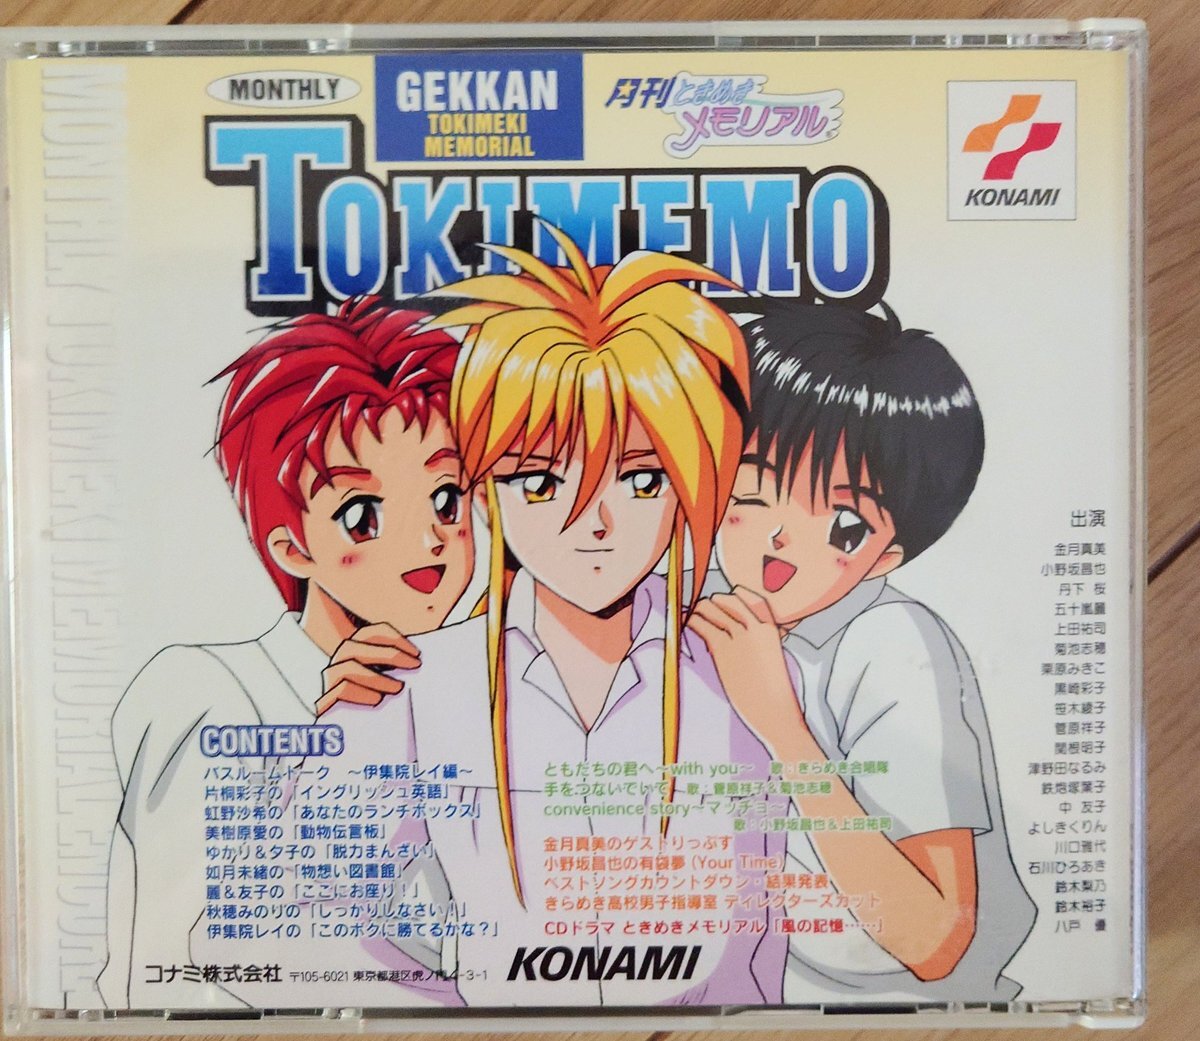 MONTHLY
GEKKAN
TOKIMEKI
MEMORIAL
月刊ときめき
メモリアル
TOKIMEMO
KONAMI
MONTHLY TOKIMEKI MEMORIAL
CONTENTS
バスルームトーク　～伊集院レイ編～
片桐彩子の「イングリッシュ英語」
虹野沙希の「あなたのランチボックス」
美樹原愛の「動物伝言板」
ゆかり＆夕子の「脱力まんざい」
如月未緒の「物想い図書館」
麗＆友子の「ここにお座り！」
秋穂みのりの「しっかりしなさい！」
伊集院レイの「このボクに勝てるかな？」
ともだちの君へ～with you～　歌：きらめき合唱隊
手をつないでいて　歌：菅原祥子＆菊池志穂
convenience story～マッチョ～
歌：小野坂昌也＆上田祐司
金月真美のゲストりっぷす
小野坂昌也の有袋夢（Your Time）
ベストソングカウントダウン・結果発表
きらめき高校男子指導室 ディレクターズカット
CDドラマ ときめきメモリアル「風の記憶……」
出演
金月真美
小野坂昌也
丹下　桜
五十嵐麗
上田祐司
菊池志穂
栗原みきこ
黒崎彩子
笹木綾子
菅原祥子
関根明子
津野田なるみ
鉄炮塚葉子
中　友子
よしきくりん
川口雅代
石川ひろあき
鈴木梨乃
鈴木裕子
八戸　優
コナミ株式会社　〒105-6021 東京都港区虎ノ門4-3-1
KONAMI